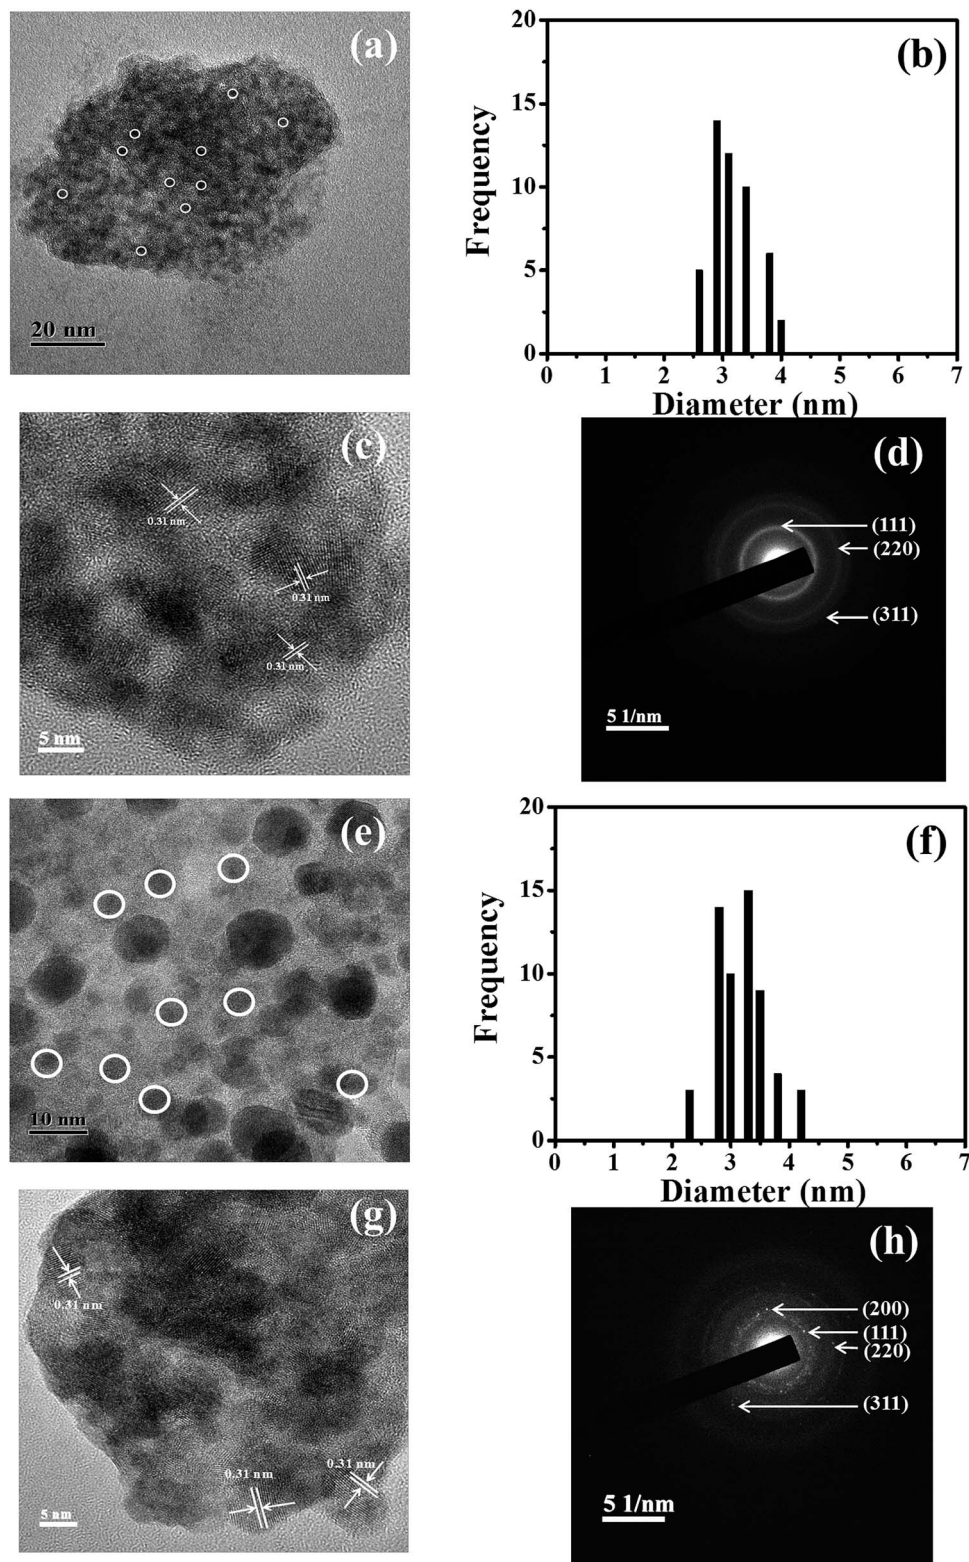 (a)
20 nm
(b)
20
15
10
5
0
Frequency
0 1 2 3 4 5 6 7
Diameter (nm)
(c)
0.31 nm
0.31 nm
0.31 nm
5 nm
(d)
(111)
(220)
(311)
5 1/nm
(e)
10 nm
(f)
20
15
10
5
0
Frequency
0 1 2 3 4 5 6 7
Diameter (nm)
(g)
0.31 nm
0.31 nm
0.31 nm
5 nm
(h)
(200)
(111)
(220)
(311)
5 1/nm